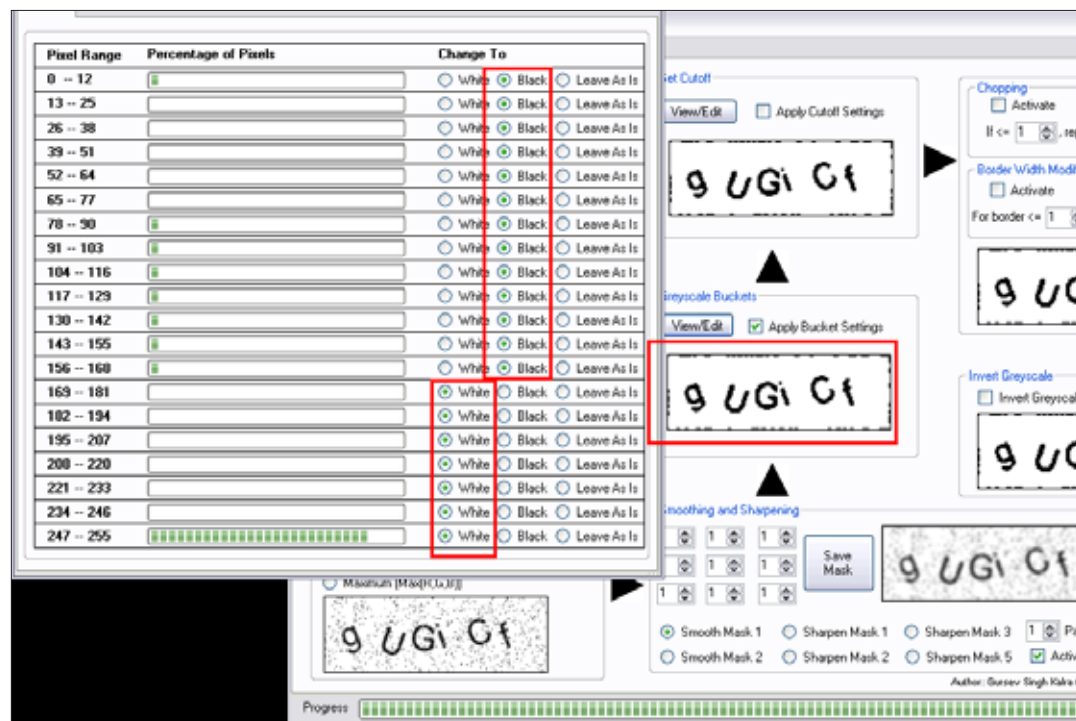 Pixel Range Percentage of Pixels Change To
0 -- 12 White Black Leave As Is
13 -- 25 White Black Leave As Is
26 -- 38 White Black Leave As Is
39 -- 51 White Black Leave As Is
52 -- 64 White Black Leave As Is
65 -- 77 White Black Leave As Is
78 -- 90 White Black Leave As Is
91 -- 103 White Black Leave As Is
104 -- 116 White Black Leave As Is
117 -- 129 White Black Leave As Is
130 -- 142 White Black Leave As Is
143 -- 155 White Black Leave As Is
156 -- 168 White Black Leave As Is
169 -- 181 White Black Leave As Is
182 -- 194 White Black Leave As Is
195 -- 207 White Black Leave As Is
208 -- 220 White Black Leave As Is
221 -- 233 White Black Leave As Is
234 -- 246 White Black Leave As Is
247 -- 255 White Black Leave As Is
Set Cutoff
View/Edit Apply Cutoff Settings
g UGi Cf
Chopping
Activate
If <= 1 , rep
Border Width Modif
Activate
For border <= 1
g UG
Greyscale Buckets
View/Edit Apply Bucket Settings
g UGi Cf
Invert Greyscale
Invert Greyscal
g UG
Smoothing and Sharpening
1 1
1 1
1 1 1
Save Mask
g UGi Cf
Smooth Mask 1 Sharpen Mask 1 Sharpen Mask 3 1 Pa
Smooth Mask 2 Sharpen Mask 2 Sharpen Mask 5 Activ
Maximum [Max(R,G,B)]
g UGi Cf
Author: Gursev Singh Kalra
Progress